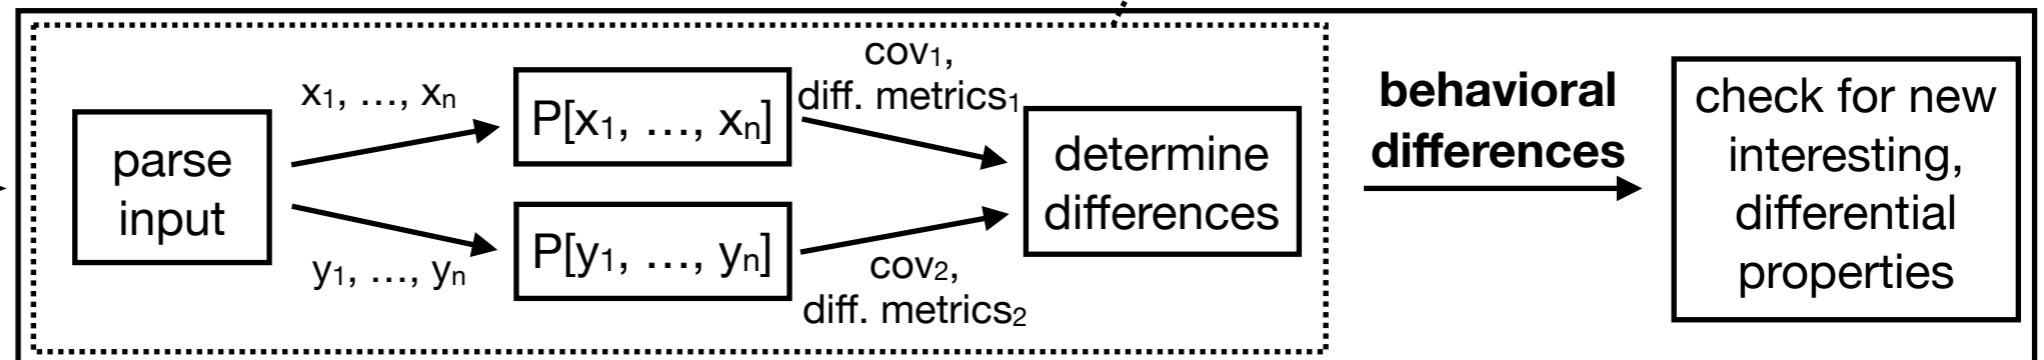 parse
input
x₁, …, xₙ
y₁, …, yₙ
P[x₁, …, xₙ]
P[y₁, …, yₙ]
cov₁,
diff. metrics₁
cov₂,
diff. metrics₂
determine
differences
behavioral
differences
check for new
interesting,
differential
properties